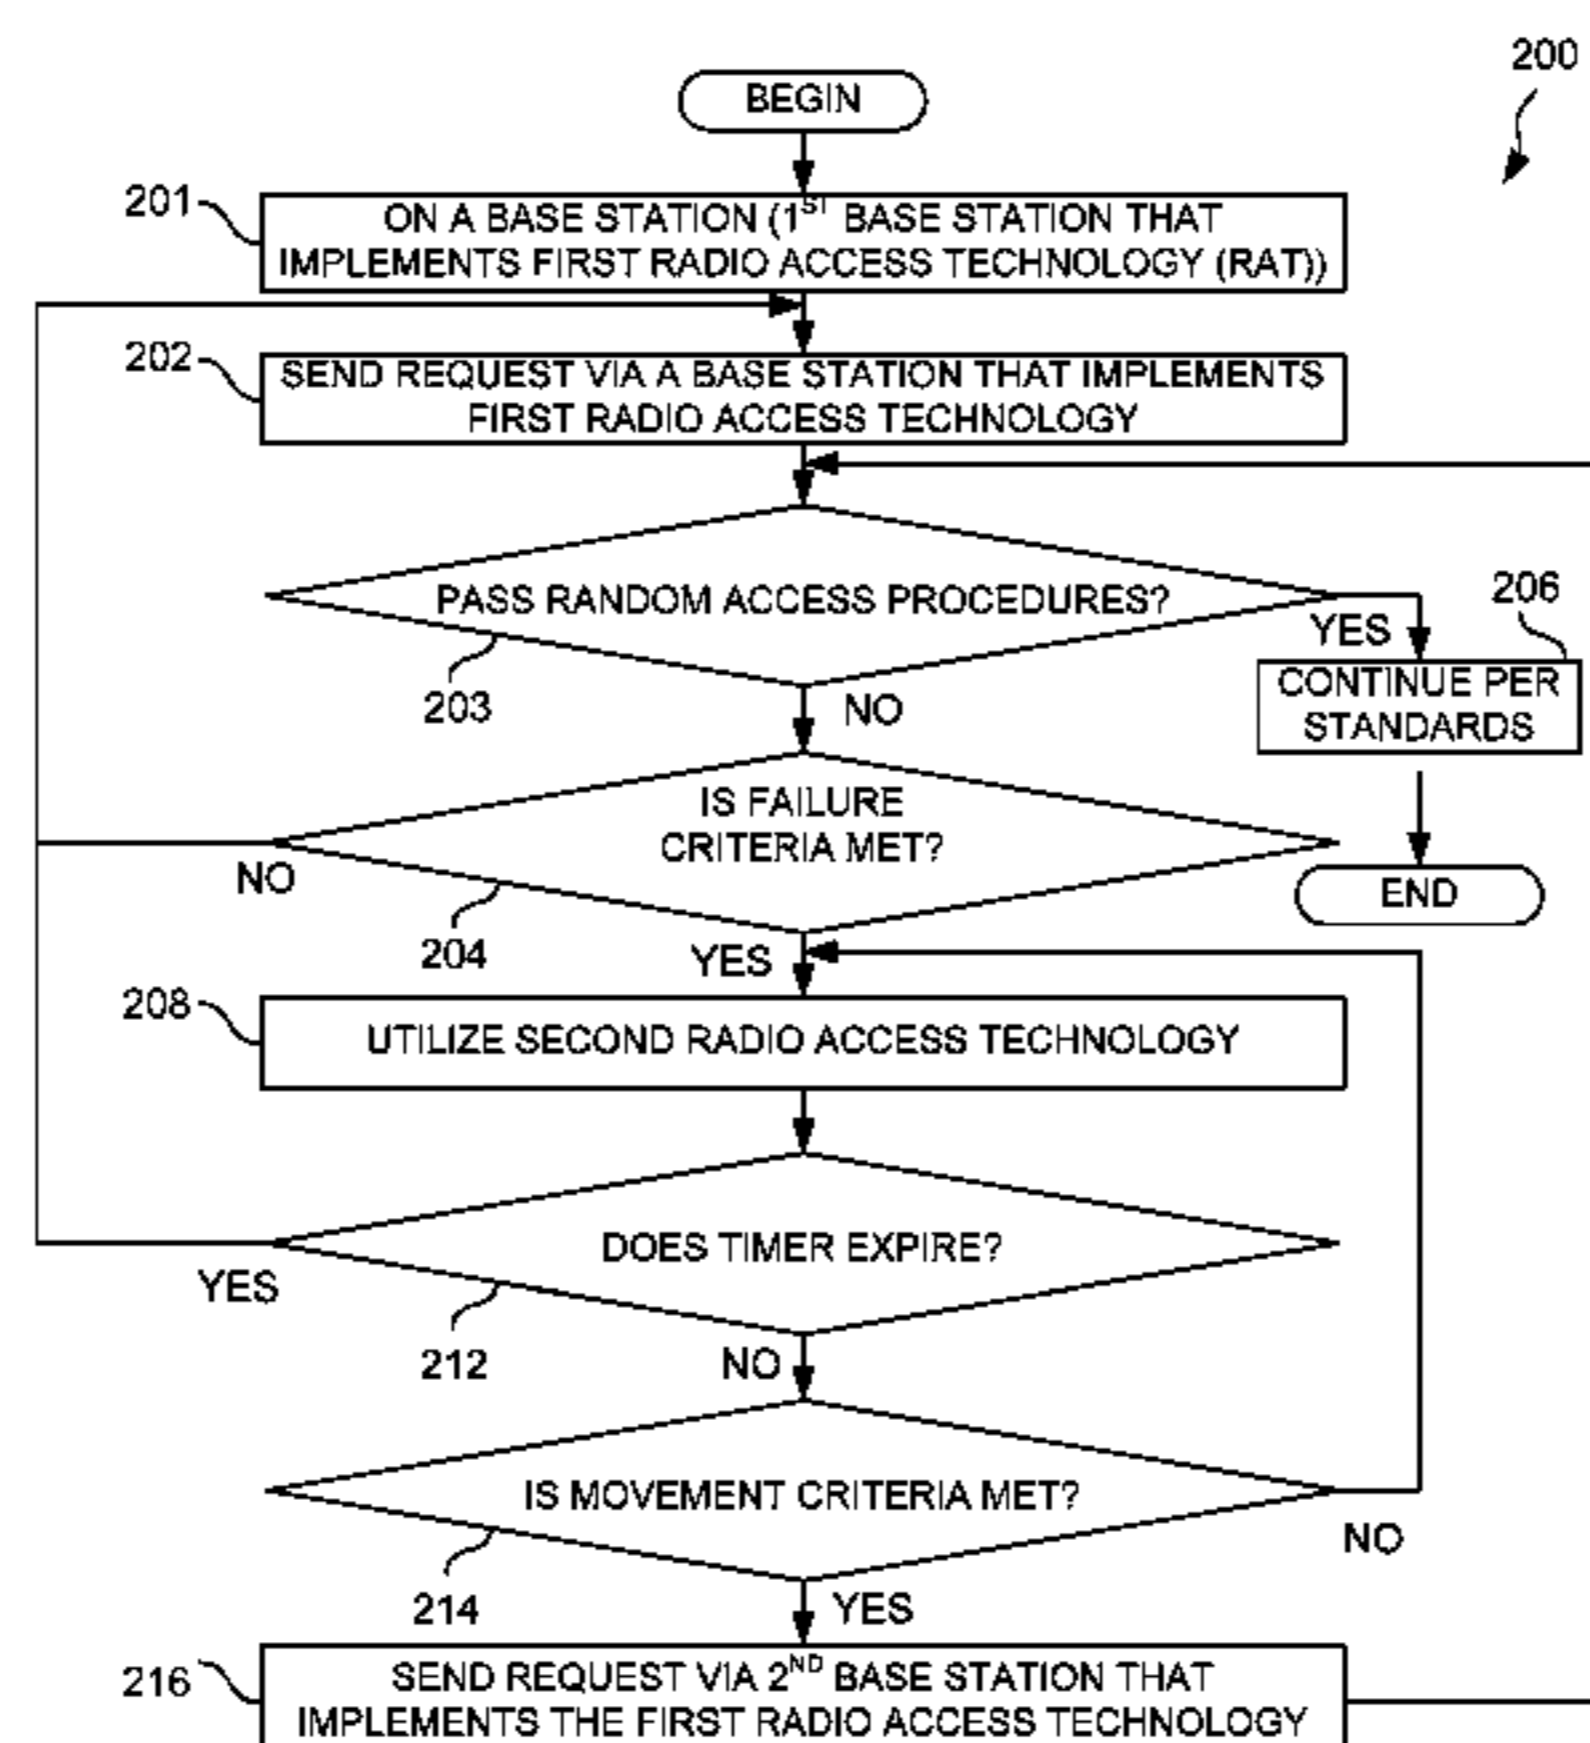 200
BEGIN
201
ON A BASE STATION (1ST BASE STATION THAT
IMPLEMENTS FIRST RADIO ACCESS TECHNOLOGY (RAT))
202
SEND REQUEST VIA A BASE STATION THAT IMPLEMENTS
FIRST RADIO ACCESS TECHNOLOGY
PASS RANDOM ACCESS PROCEDURES?
203
YES
206
CONTINUE PER
STANDARDS
END
NO
IS FAILURE
CRITERIA MET?
NO
204
YES
208
UTILIZE SECOND RADIO ACCESS TECHNOLOGY
DOES TIMER EXPIRE?
YES
212
NO
IS MOVEMENT CRITERIA MET?
NO
214
YES
216
SEND REQUEST VIA 2ND BASE STATION THAT
IMPLEMENTS THE FIRST RADIO ACCESS TECHNOLOGY